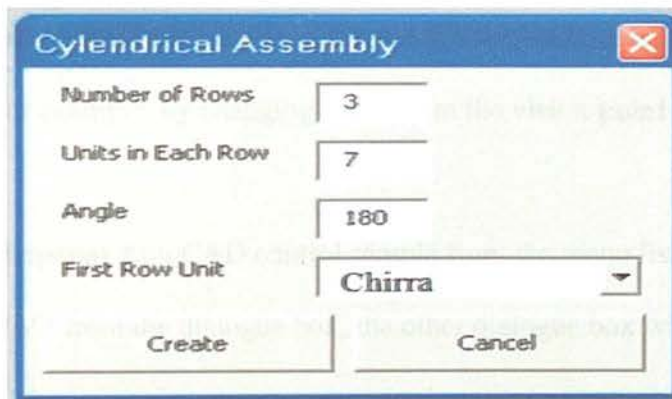 Cylendrical Assembly
Number of Rows 3
Units in Each Row 7
Angle 180
First Row Unit Chirra
Create Cancel